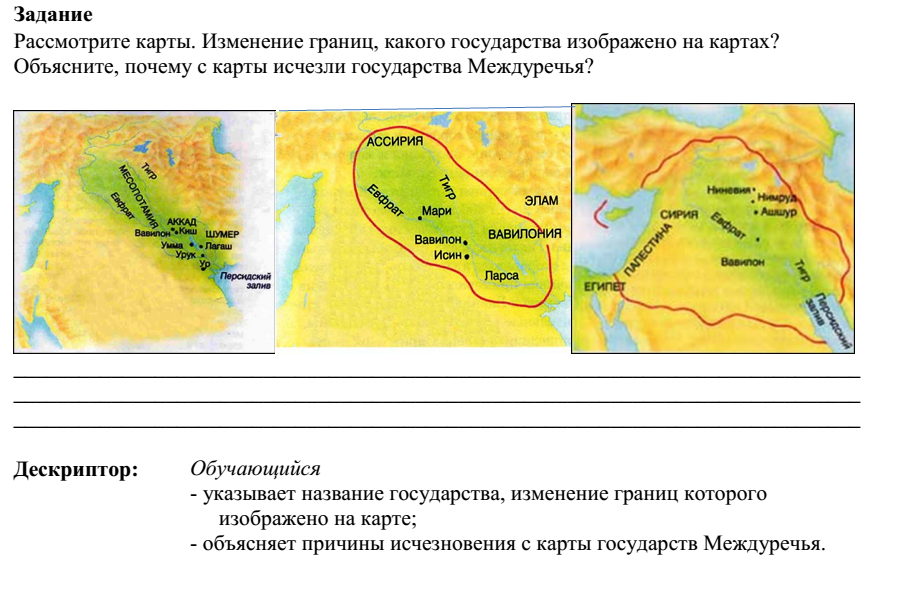 Задание
Рассмотрите карты. Изменение границ, какого государства изображено на картах?
Объясните, почему с карты исчезли государства Междуречья?
МЕСОПОТАМИЯ
Тигр
Евфрат
АККАД
Вавилон
Киш
ШУМЕР
Умма
Лагаш
Урук
Ур
Персидский
залив
АССИРИЯ
Тигр
Евфрат
ЭЛАМ
Мари
ВАВИЛОНИЯ
Вавилон
Исин
Ларса
Ниневия
Нимруд
СИРИЯ
Ашшур
Евфрат
ПАЛЕСТИНА
Вавилон
Тигр
ЕГИПЕТ
Персидский
залив
Дескриптор:
Обучающийся
- указывает название государства, изменение границ которого
изображено на карте;
- объясняет причины исчезновения с карты государств Междуречья.